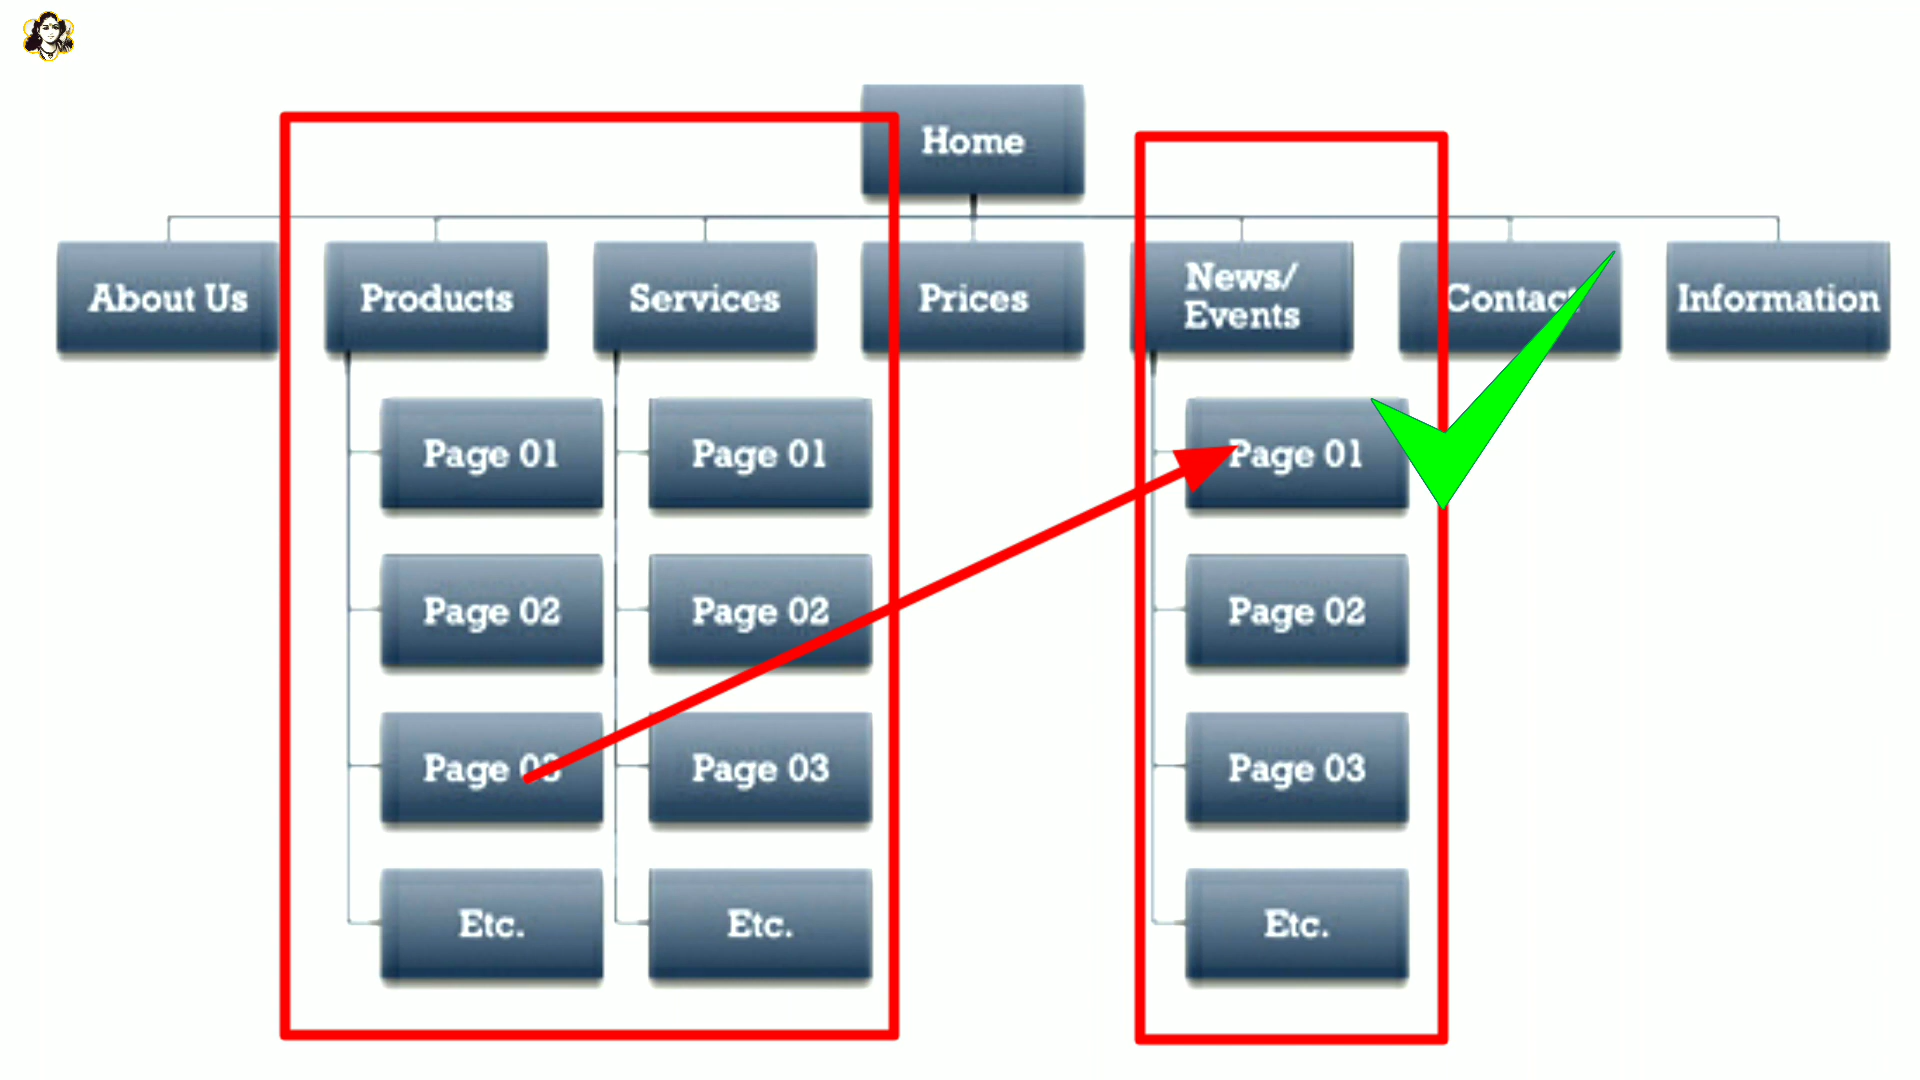 Home
About Us
Products
Services
Prices
News/
Events
Contact
Information
Page 01
Page 01
Page 01
Page 02
Page 02
Page 02
Page 03
Page 03
Page 03
Etc.
Etc.
Etc.